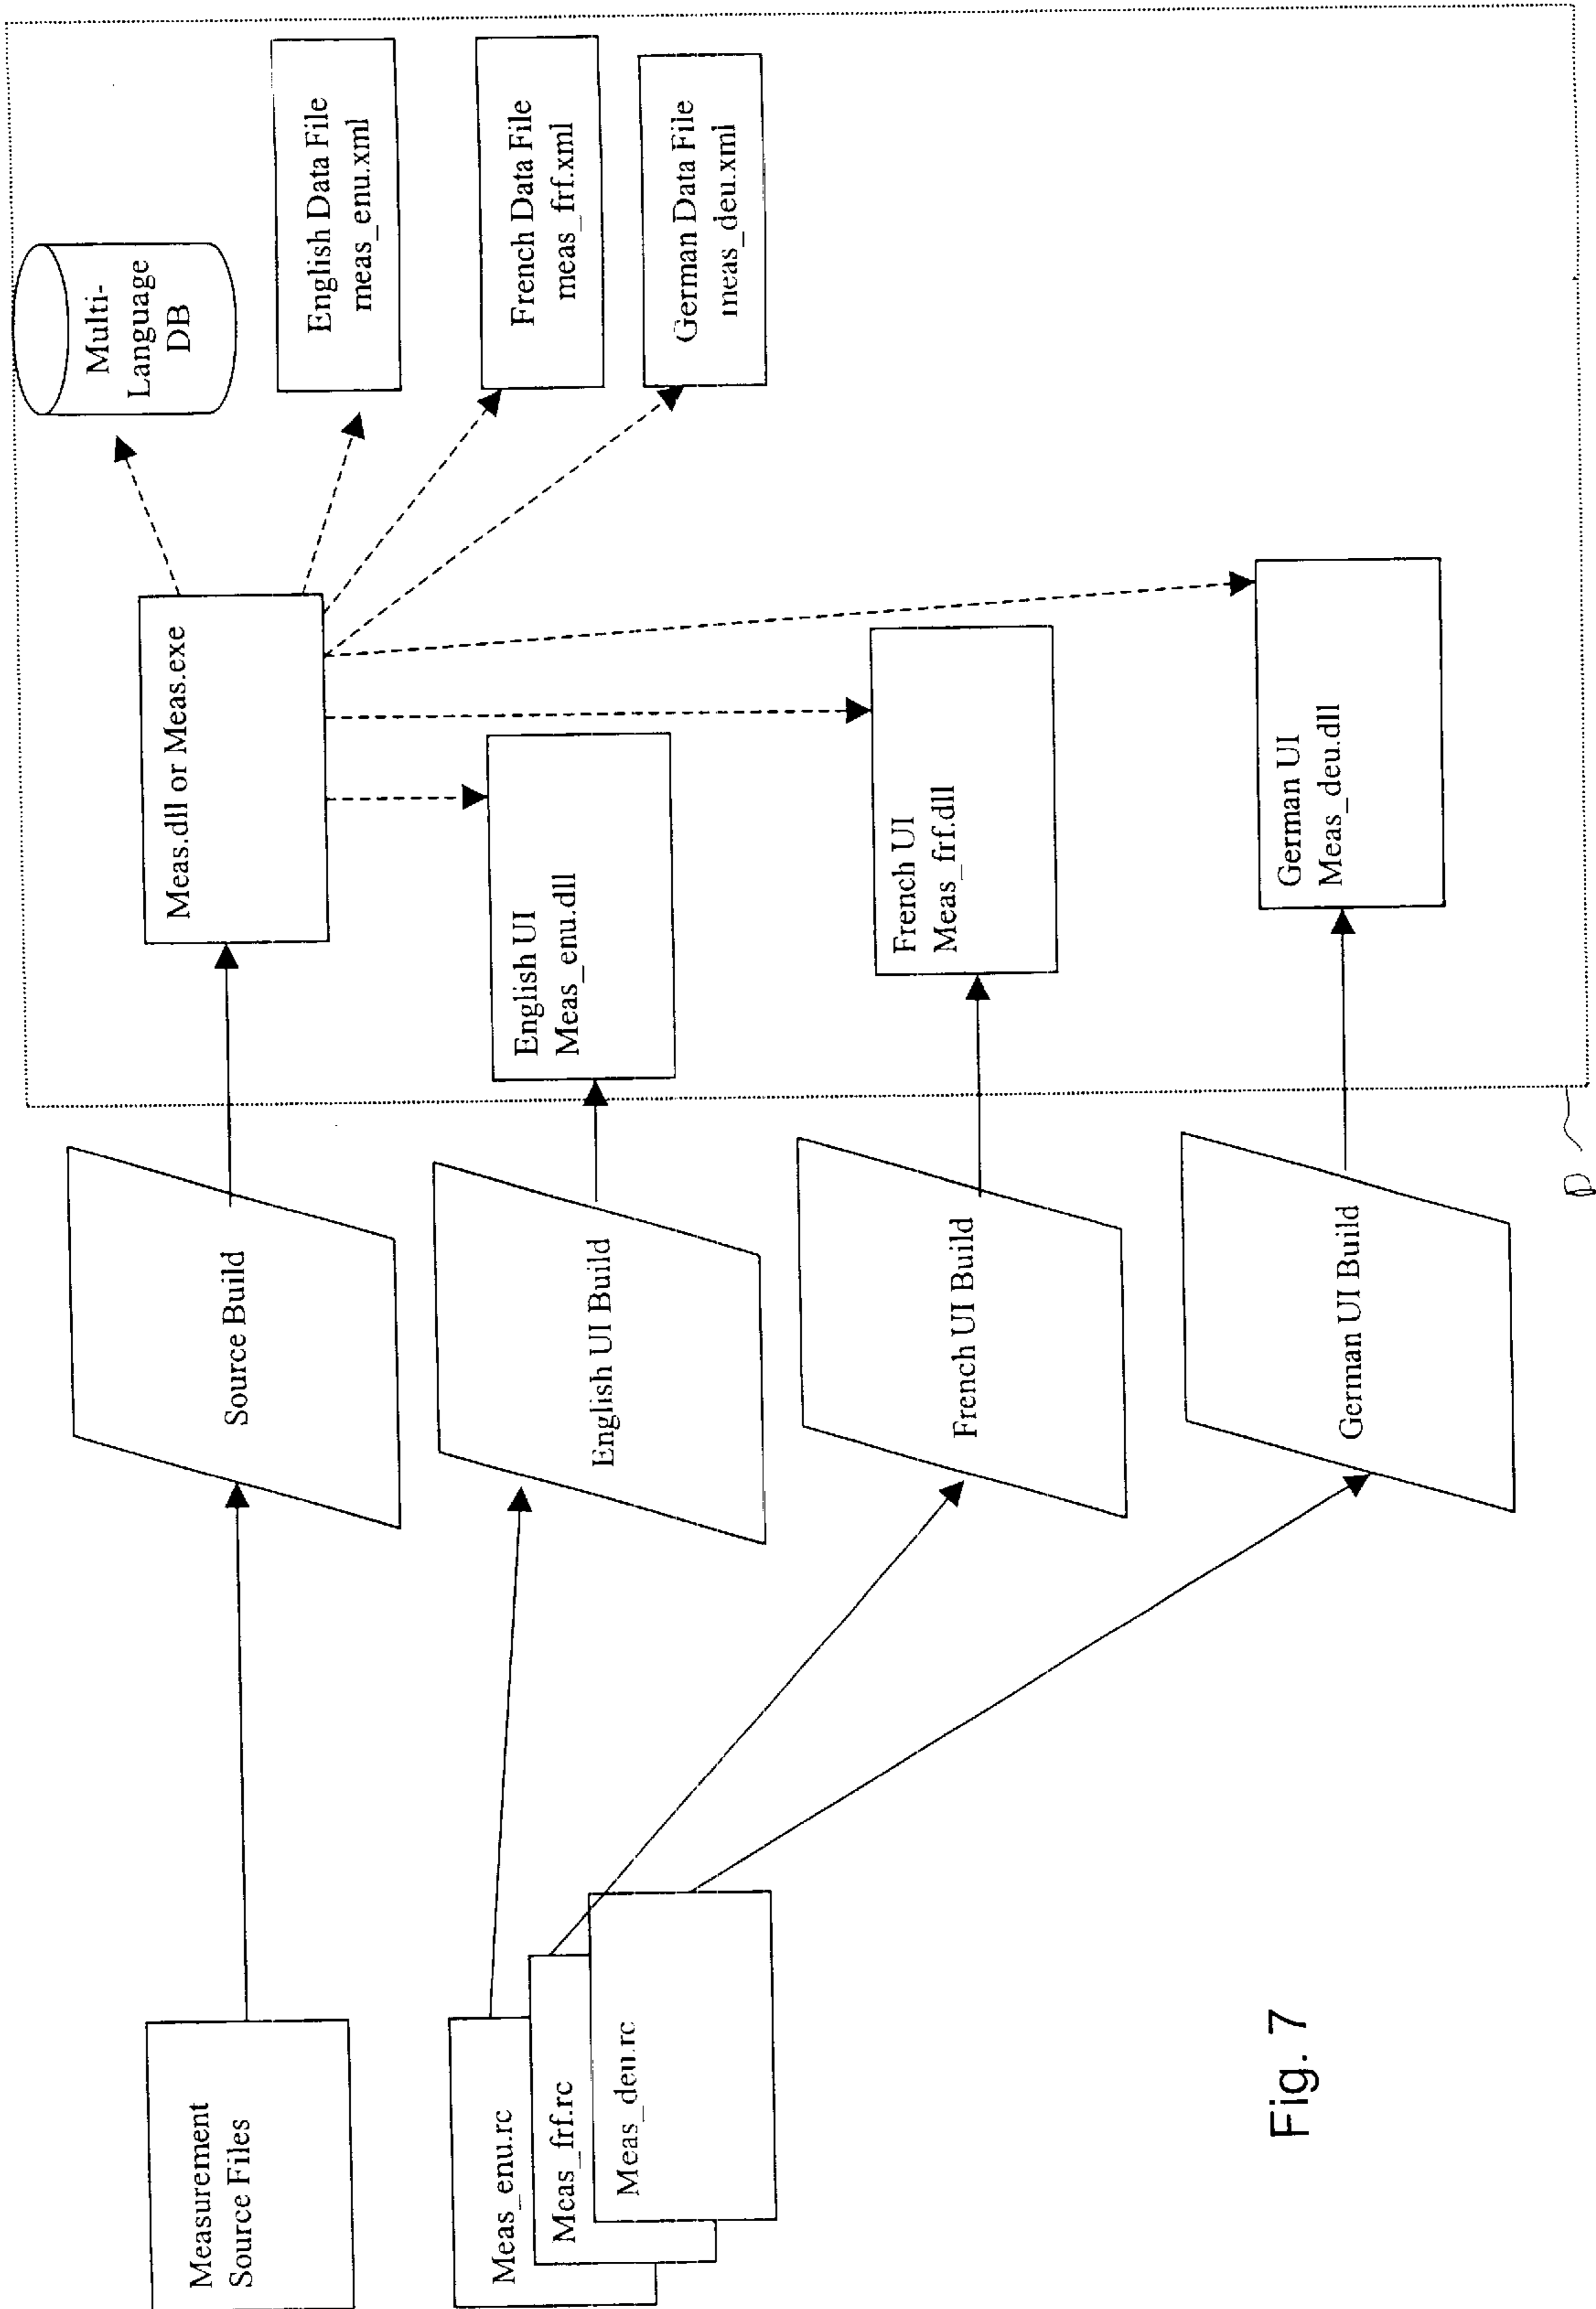 Measurement
Source Files
Meas_enu.rc
Meas_frf.rc
Meas_deu.rc
Source Build
English UI Build
French UI Build
German UI Build
Meas.dll or Meas.exe
English UI
Meas_enu.dll
French UI
Meas_frf.dll
German UI
Meas_deu.dll
Multi-
Language
DB
English Data File
meas_enu.xml
French Data File
meas_frf.xml
German Data File
meas_deu.xml
Fig. 7